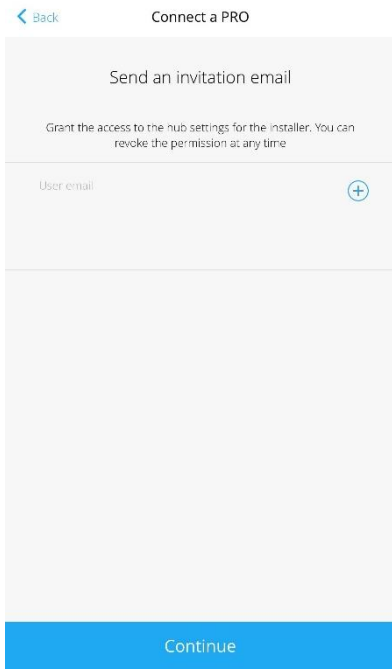 Back
Connect a PRO
Send an invitation email
Grant the access to the hub settings for the installer. You can
revoke the permission at any time
User email
Continue